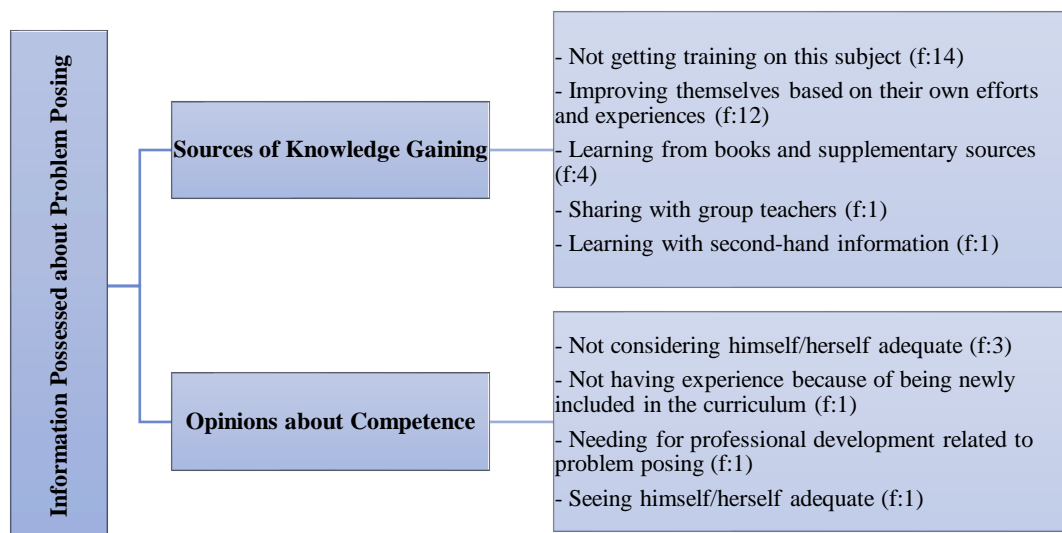 Information Possessed about Problem Posing
Sources of Knowledge Gaining
- Not getting training on this subject (f:14)
- Improving themselves based on their own efforts
and experiences (f:12)
- Learning from books and supplementary sources
(f:4)
- Sharing with group teachers (f:1)
- Learning with second-hand information (f:1)
Opinions about Competence
- Not considering himself/herself adequate (f:3)
- Not having experience because of being newly
included in the curriculum (f:1)
- Needing for professional development related to
problem posing (f:1)
- Seeing himself/herself adequate (f:1)